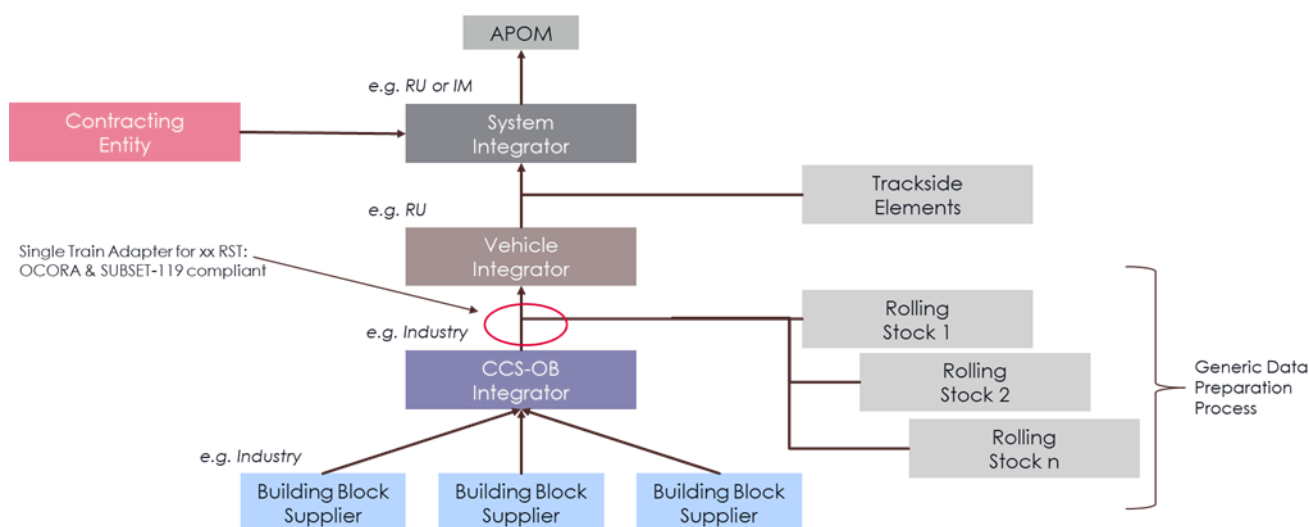 APOM
e.g. RU or IM
Contracting
Entity
System
Integrator
Trackside
Elements
e.g. RU
Single Train Adapter for xx RST:
OCORA & SUBSET-119 compliant
Vehicle
Integrator
Rolling
Stock 1
e.g. Industry
CCS-OB
Integrator
Rolling
Stock 2
Generic Data
Preparation
Process
Rolling
Stock n
e.g. Industry
Building Block
Supplier
Building Block
Supplier
Building Block
Supplier